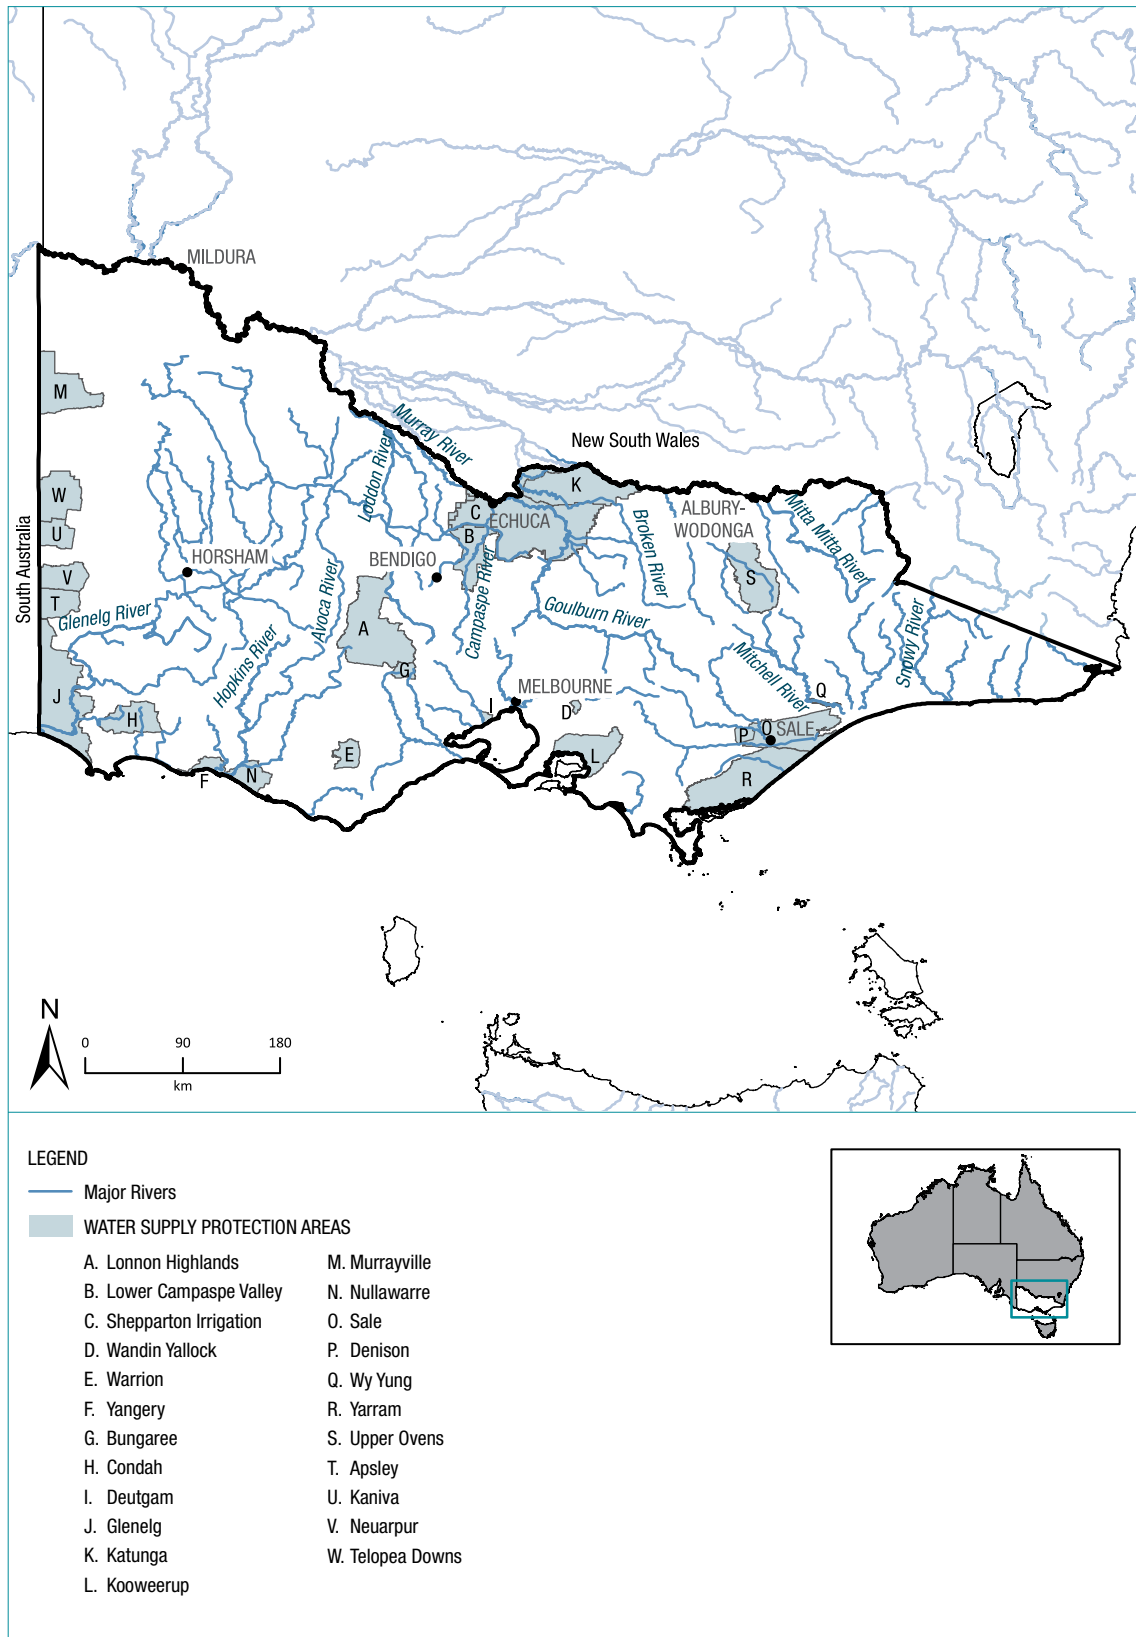 MILDURA
M
Murray River
New South Wales
Loddon River
K
W
C
ECHUCA
ALBURY-
WODONGA
Mitta Mitta River
U
B
Broken River
South Australia
HORSHAM
BENDIGO
V
S
T
Glenelg River
Avoca River
Campaspe River
Goulburn River
A
Hopkins River
Mitchell River
Snowy River
G
J
MELBOURNE
Q
I
D
H
O
SALE
P
E
L
F
N
R
N
0 90 180
km
LEGEND
Major Rivers
WATER SUPPLY PROTECTION AREAS
A. Lonnon Highlands
B. Lower Campaspe Valley
C. Shepparton Irrigation
D. Wandin Yallock
E. Warrion
F. Yangery
G. Bungaree
H. Condah
I. Deutgam
J. Glenelg
K. Katunga
L. Kooweerup
M. Murrayville
N. Nullawarre
O. Sale
P. Denison
Q. Wy Yung
R. Yarram
S. Upper Ovens
T. Apsley
U. Kaniva
V. Neuarpur
W. Telopea Downs